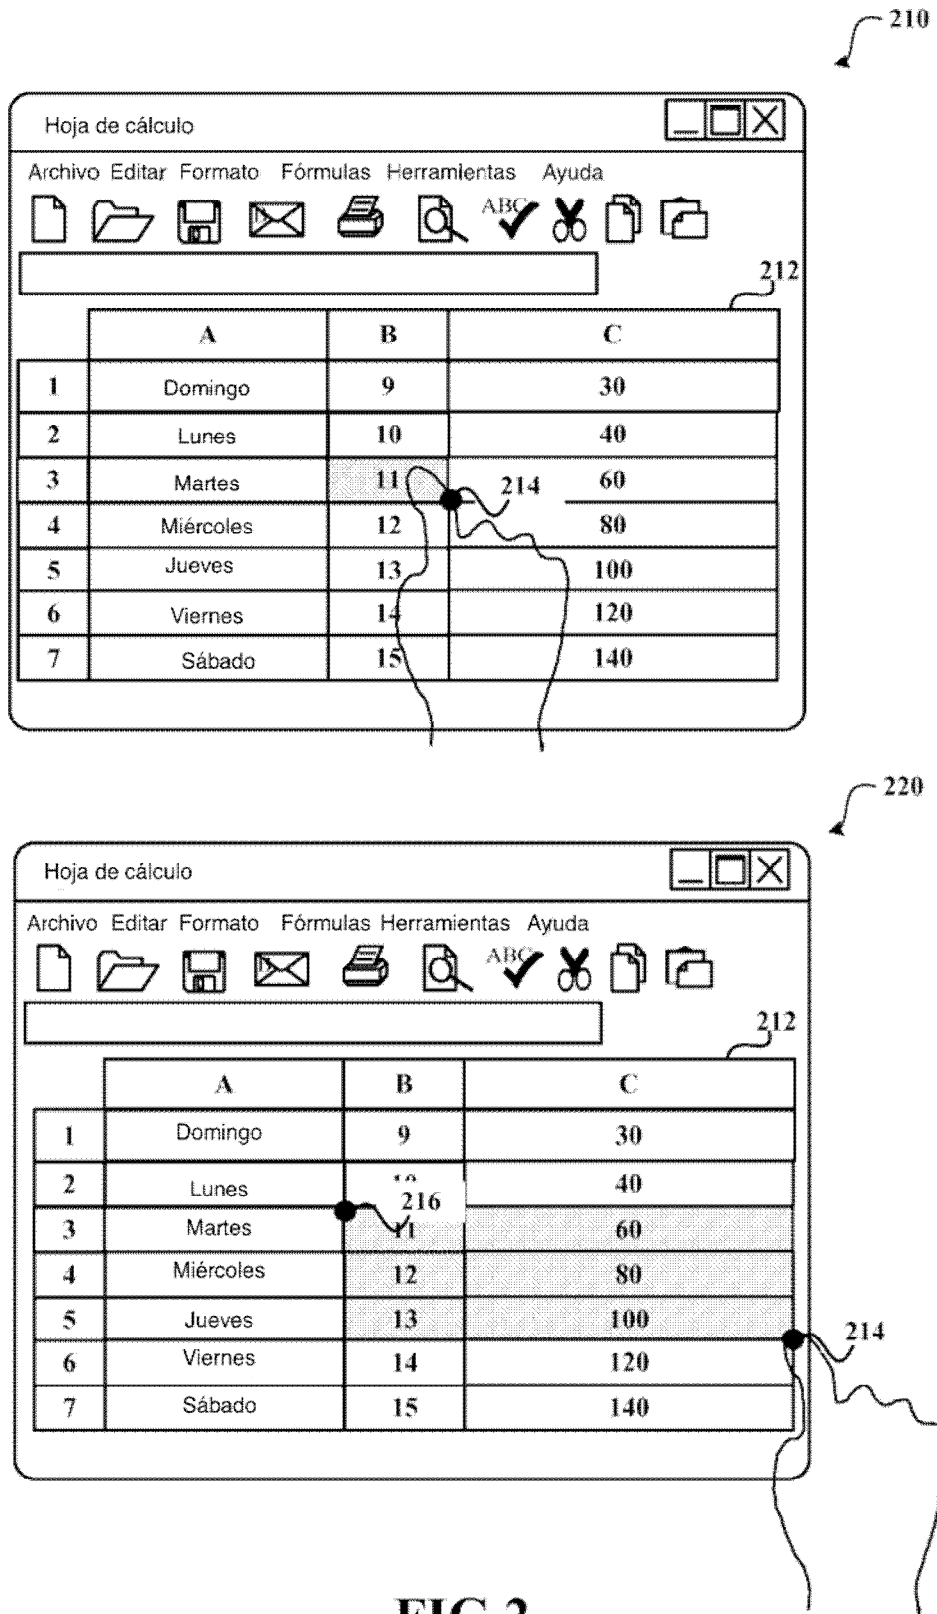 210
Hoja de cálculo
Archivo Editar Formato Fórmulas Herramientas Ayuda
ABC
212
A B C
1 Domingo 9 30
2 Lunes 10 40
3 Martes 11 60
214
4 Miércoles 12 80
5 Jueves 13 100
6 Viernes 14 120
7 Sábado 15 140
220
Hoja de cálculo
Archivo Editar Formato Fórmulas Herramientas Ayuda
ABC
212
A B C
1 Domingo 9 30
2 Lunes 40
216
3 Martes 11 60
4 Miércoles 12 80
5 Jueves 13 100
214
6 Viernes 14 120
7 Sábado 15 140
FIG 2